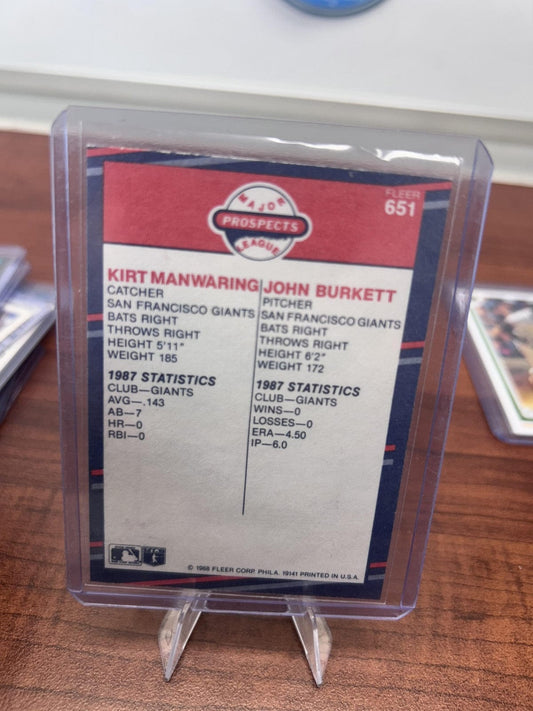 FLEER
651
MAJOR
PROSPECTS
LEAGUE
KIRT MANWARING
CATCHER
SAN FRANCISCO GIANTS
BATS RIGHT
THROWS RIGHT
HEIGHT 5'11"
WEIGHT 185
1987 STATISTICS
CLUB—GIANTS
AVG—.143
AB—7
HR—0
RBI—0
JOHN BURKETT
PITCHER
SAN FRANCISCO GIANTS
BATS RIGHT
THROWS RIGHT
HEIGHT 6'2"
WEIGHT 172
1987 STATISTICS
CLUB—GIANTS
WINS—0
LOSSES—0
ERA—4.50
IP—6.0
© 1988 FLEER CORP. PHILA. 19141 PRINTED IN U.S.A.